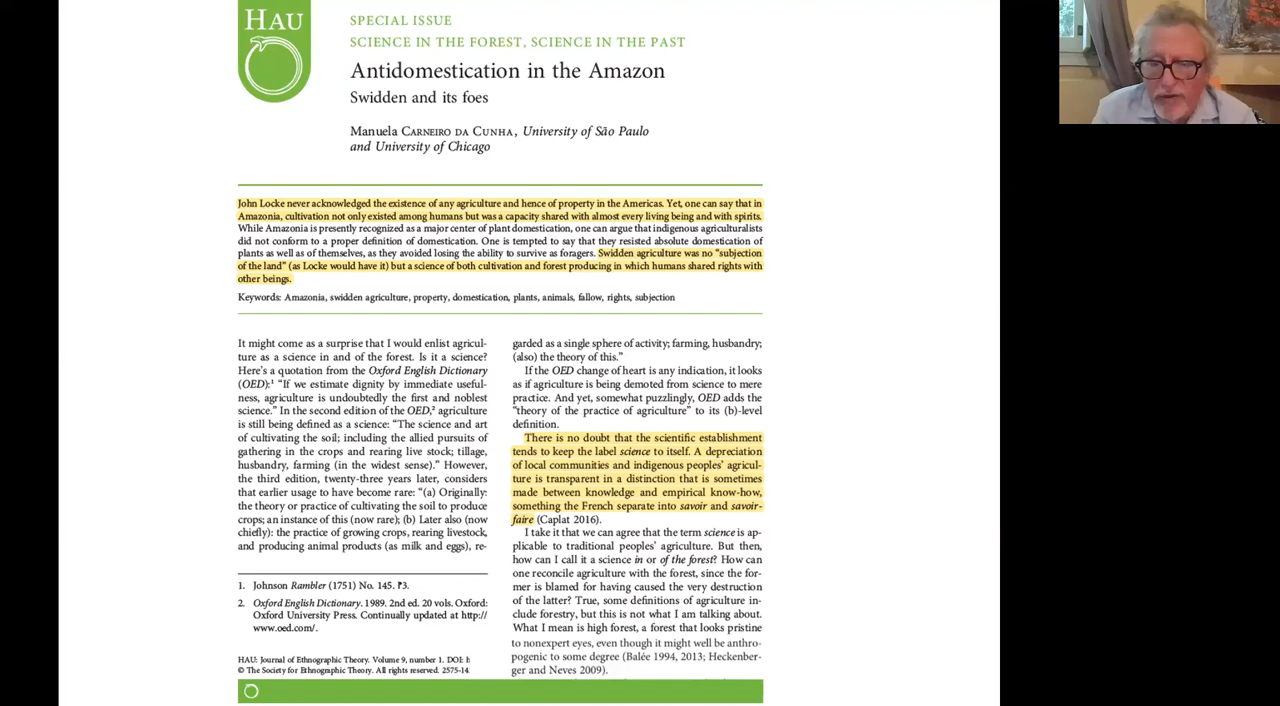 HAU
SPECIAL ISSUE
SCIENCE IN THE FOREST, SCIENCE IN THE PAST
Antidomestication in the Amazon
Swidden and its foes
Manuela CARNEIRO DA CUNHA, University of São Paulo
and University of Chicago
John Locke never acknowledged the existence of any agriculture and hence of property in the Americas. Yet, one can say that in
Amazonia, cultivation not only existed among humans but was a capacity shared with almost every living being and with spirits.
While Amazonia is presently recognized as a major center of plant domestication, one can argue that indigenous agriculturalists
did not conform to a proper definition of domestication. One is tempted to say that they resisted absolute domestication of
plants as well as of themselves, as they avoided losing the ability to survive as foragers. Swidden agriculture was no “subjection
of the land” (as Locke would have it) but a science of both cultivation and forest producing in which humans shared rights with
other beings.
Keywords: Amazonia, swidden agriculture, property, domestication, plants, animals, fallow, rights, subjection
It might come as a surprise that I would enlist agricul-
ture as a science in and of the forest. Is it a science?
Here’s a quotation from the Oxford English Dictionary
(OED):¹ “If we estimate dignity by immediate useful-
ness, agriculture is undoubtedly the first and noblest
science.” In the second edition of the OED,² agriculture
is still being defined as a science: “The science and art
of cultivating the soil; including the allied pursuits of
gathering in the crops and rearing live stock; tillage,
husbandry, farming (in the widest sense).” However,
the third edition, twenty-three years later, considers
that earlier usage to have become rare: “(a) Originally:
the theory or practice of cultivating the soil to produce
crops; an instance of this (now rare); (b) Later also (now
chiefly): the practice of growing crops, rearing livestock,
and producing animal products (as milk and eggs), re-
1. Johnson Rambler (1751) No. 145. ₱3.
2. Oxford English Dictionary. 1989. 2nd ed. 20 vols. Oxford:
Oxford University Press. Continually updated at http://
www.oed.com/.
garded as a single sphere of activity; farming, husbandry;
(also) the theory of this.”
If the OED change of heart is any indication, it looks
as if agriculture is being demoted from science to mere
practice. And yet, somewhat puzzlingly, OED adds the
“theory of the practice of agriculture” to its (b)-level
definition.
There is no doubt that the scientific establishment
tends to keep the label science to itself. A depreciation
of local communities and indigenous peoples’ agricul-
ture is transparent in a distinction that is sometimes
made between knowledge and empirical know-how,
something the French separate into savoir and savoir-
faire (Caplat 2016).
I take it that we can agree that the term science is ap-
plicable to traditional peoples’ agriculture. But then,
how can I call it a science in or of the forest? How can
one reconcile agriculture with the forest, since the for-
mer is blamed for having caused the very destruction
of the latter? True, some definitions of agriculture in-
clude forestry, but this is not what I am talking about.
What I mean is high forest, a forest that looks pristine
to nonexpert eyes, even though it might well be anthro-
pogenic to some degree (Balée 1994, 2013; Heckenber-
ger and Neves 2009).
HAU: Journal of Ethnographic Theory. Volume 9, number 1. DOI: h
© The Society for Ethnographic Theory. All rights reserved. 2575-14